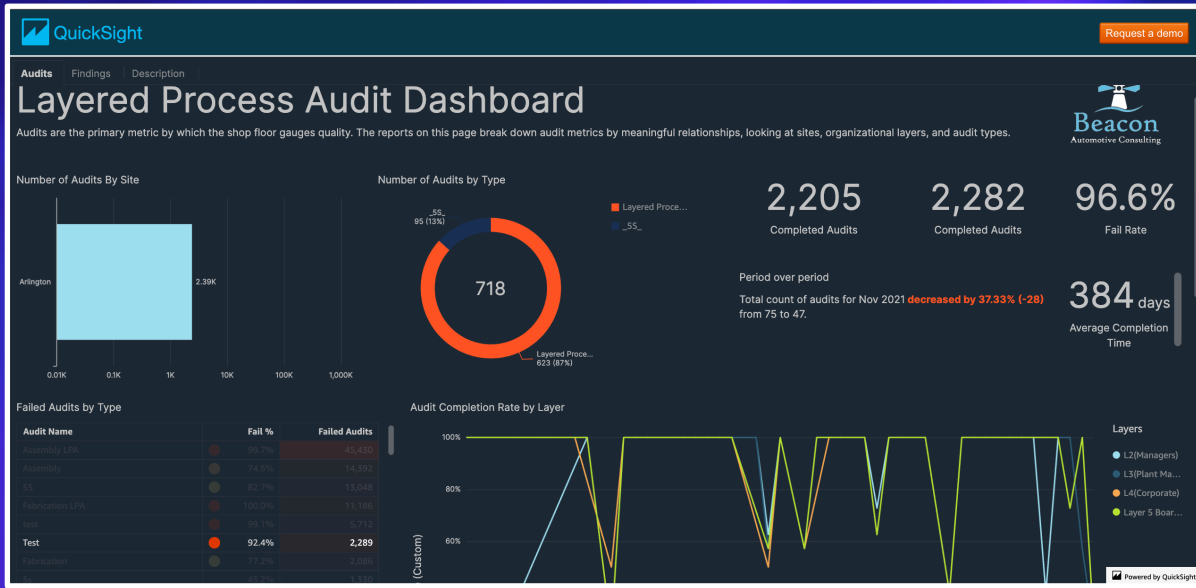 QuickSight
Request a demo
Audits
Findings
Description
Layered Process Audit Dashboard
Audits are the primary metric by which the shop floor gauges quality. The reports on this page break down audit metrics by meaningful relationships, looking at sites, organizational layers, and audit types.
Beacon
Automotive Consulting
Number of Audits By Site
Arlington
2.39K
0.01K 0.1K 1K 10K 100K 1,000K
Number of Audits by Type
_5S_
95 (13%)
718
Layered Proce...
623 (87%)
Layered Proce...
_5S_
2,205
Completed Audits
2,282
Completed Audits
96.6%
Fail Rate
Period over period
Total count of audits for Nov 2021 decreased by 37.33% (-28)
from 75 to 47.
384 days
Average Completion
Time
Failed Audits by Type
Audit Name Fail % Failed Audits
Assembly LPA 99.7% 45,430
Assembly 74.5% 14,392
5S 82.7% 13,048
Fabrication LPA 100.0% 11,186
test 99.1% 5,712
Test 92.4% 2,289
Fabrication 77.2% 2,086
1,330
Audit Completion Rate by Layer
100%
80%
60%
(Custom)
Layers
L2(Managers)
L3(Plant Ma...
L4(Corporate)
Layer 5 Boar...
Powered by QuickSight